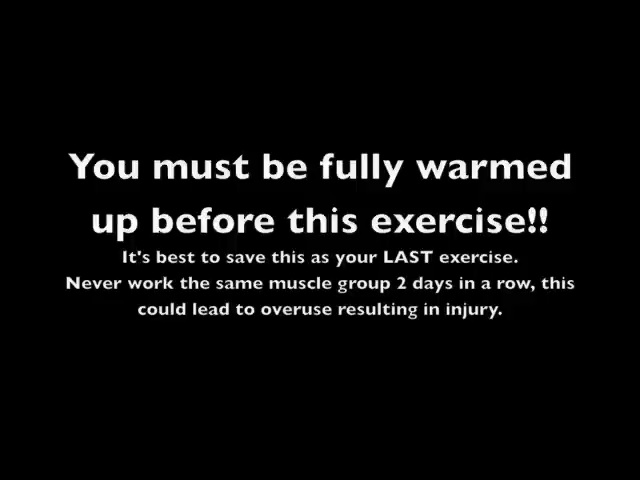 You must be fully warmed
up before this exercise!!
It's best to save this as your LAST exercise.
Never work the same muscle group 2 days in a row, this
could lead to overuse resulting in injury.